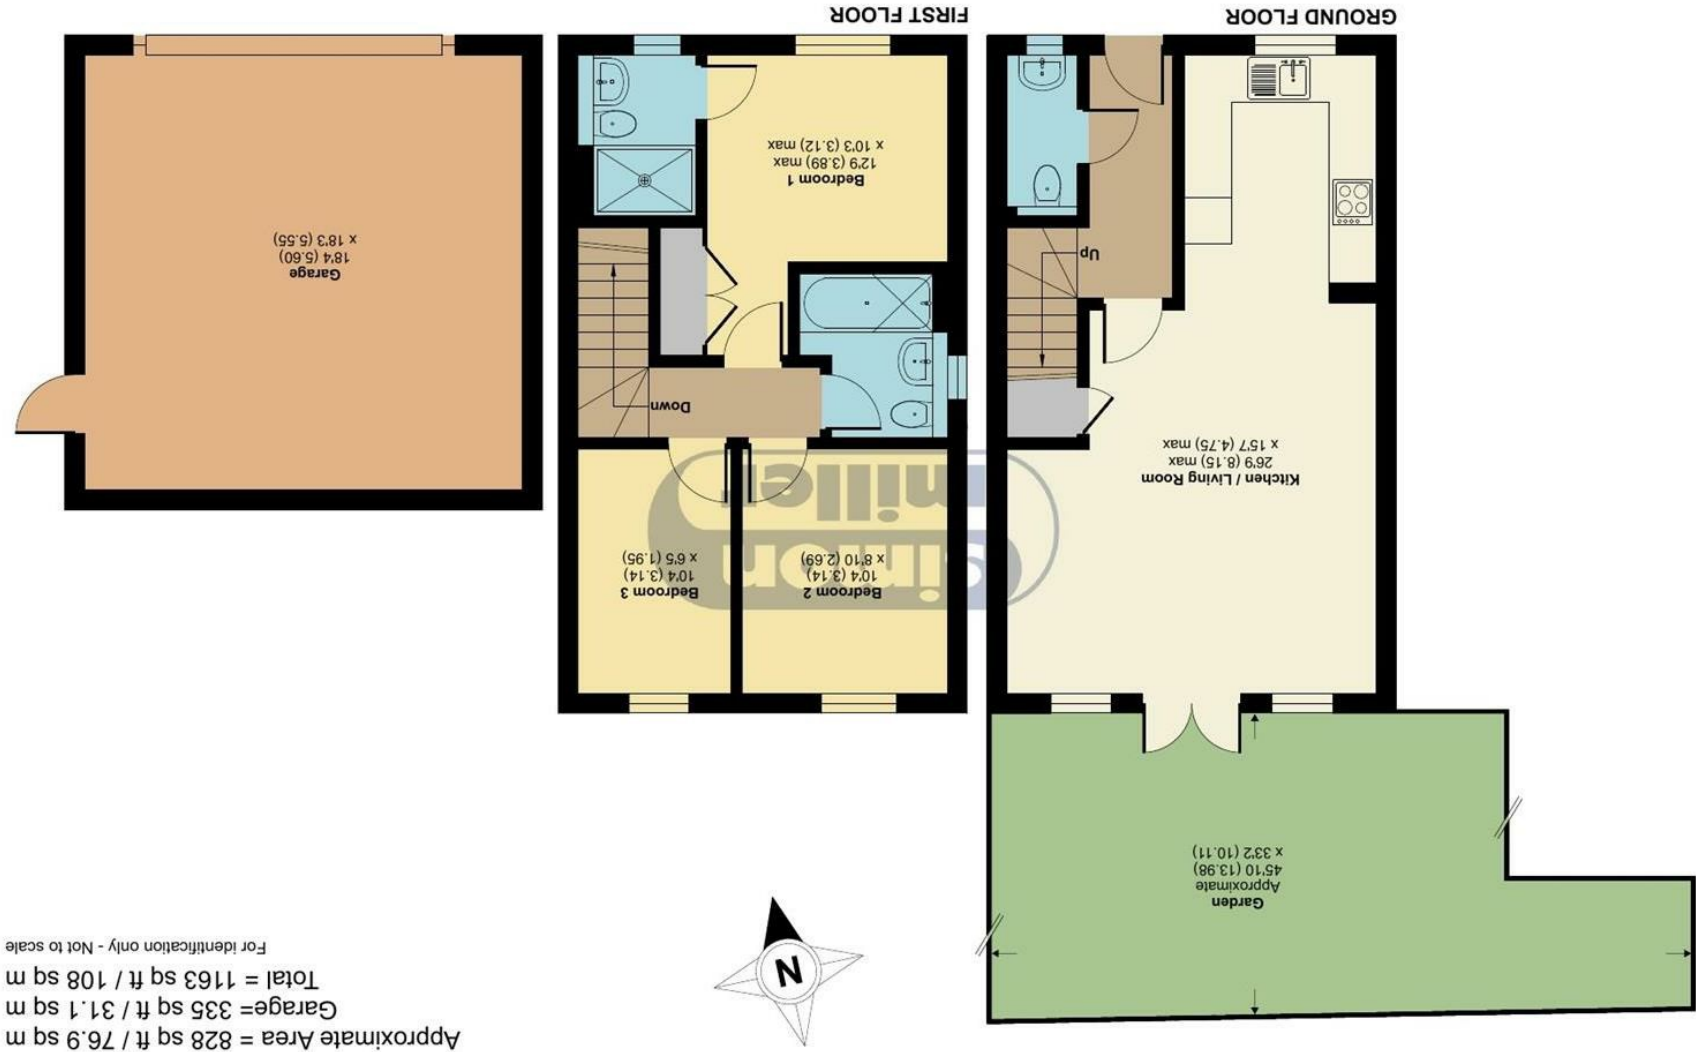 Approximate Area = 828 sq ft / 76.9 sq m
Garage= 335 sq ft / 31.1 sq m
Total = 1163 sq ft / 108 sq m
For identification only - Not to scale
N
Garden
Approximate
45'10 (13.98)
x 33'2 (10.11)
Kitchen / Living Room
26'9 (8.15) max
x 15'7 (4.75) max
Up
GROUND FLOOR
Bedroom 2
10'4 (3.14)
x 8'10 (2.69)
Bedroom 3
10'4 (3.14)
x 6'5 (1.95)
simon
miller
Down
Bedroom 1
12'9 (3.89) max
x 10'3 (3.12) max
FIRST FLOOR
Garage
18'4 (5.60)
x 18'3 (5.55)